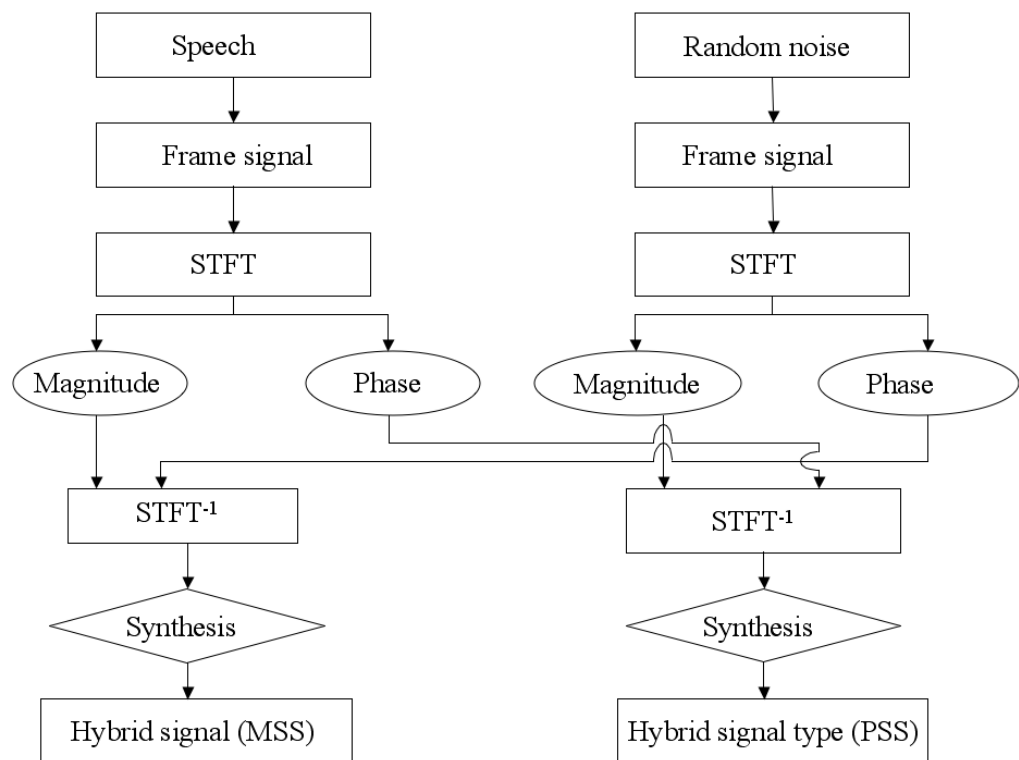 Speech
Random noise
Frame signal
Frame signal
STFT
STFT
Magnitude
Phase
Magnitude
Phase
STFT⁻¹
STFT⁻¹
Synthesis
Synthesis
Hybrid signal (MSS)
Hybrid signal type (PSS)